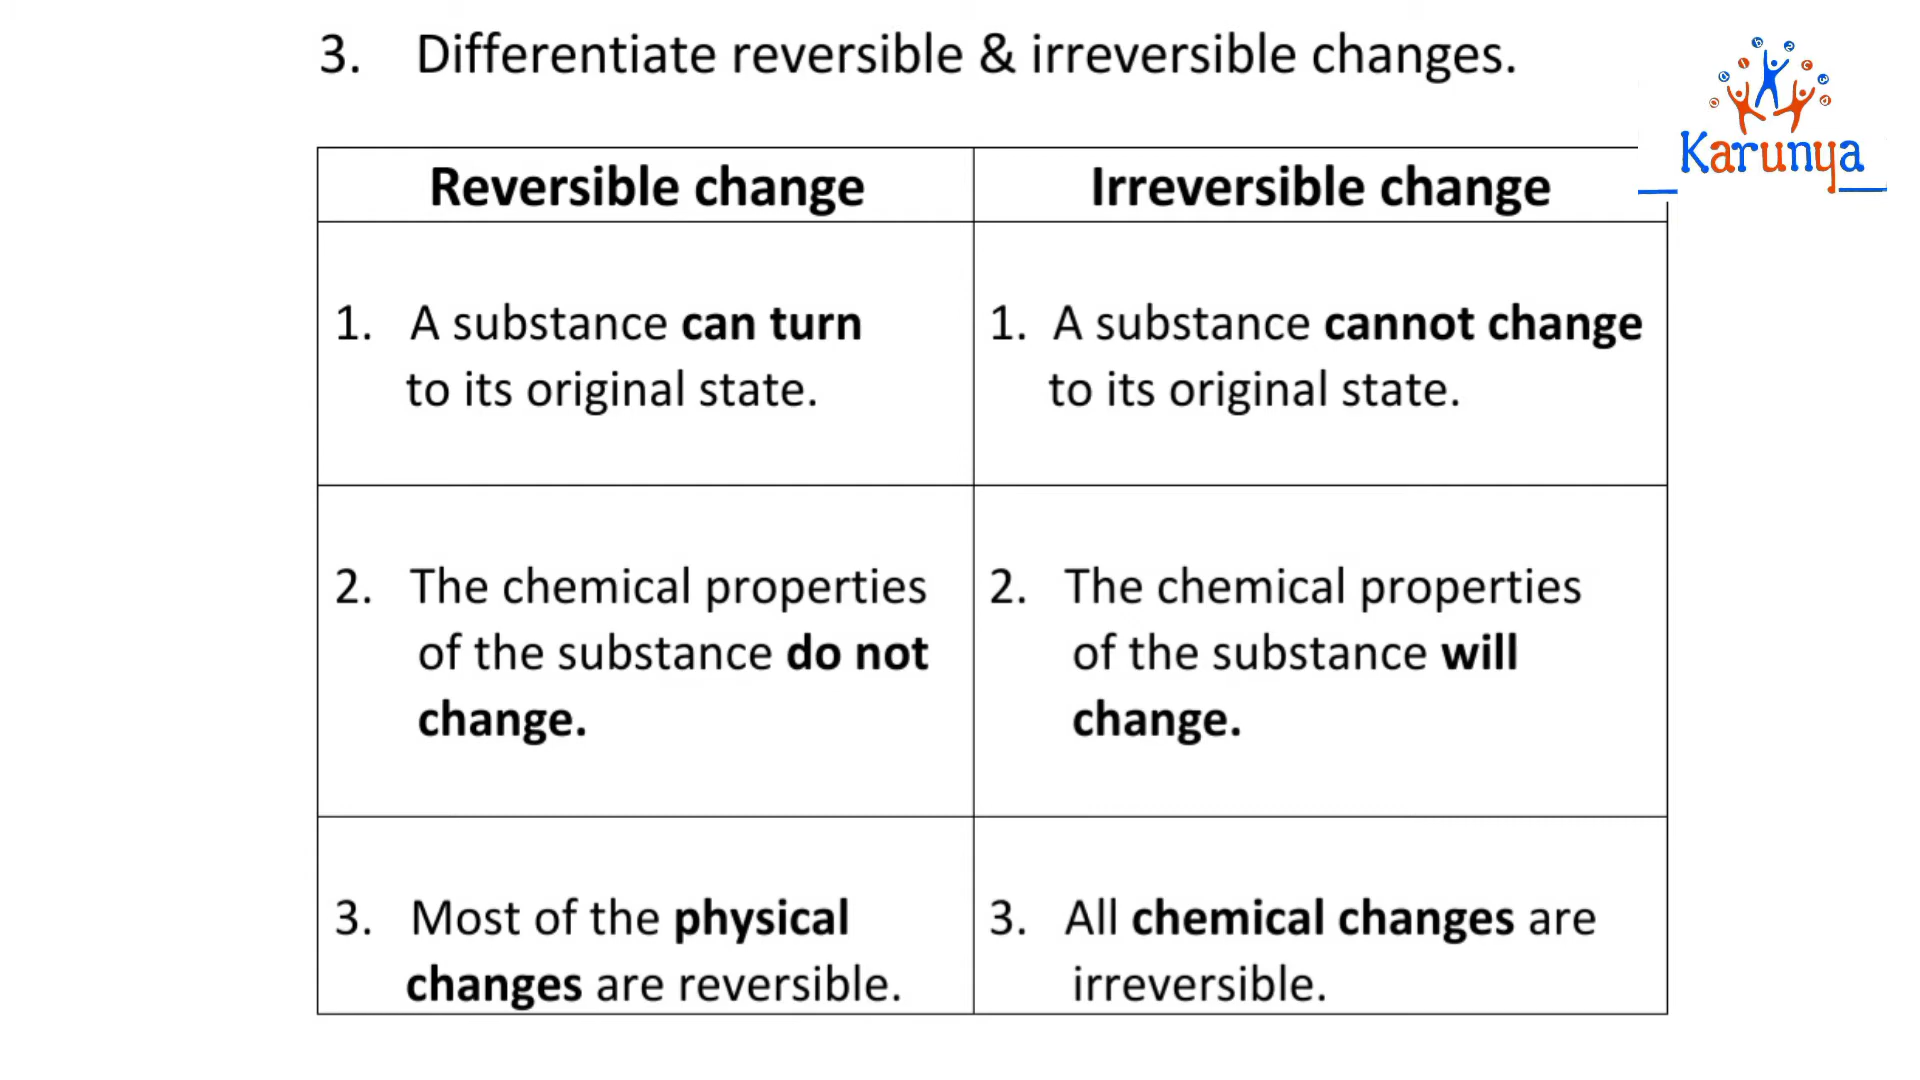 3. Differentiate reversible & irreversible changes.
Karunya
Reversible change
Irreversible change
1. A substance can turn
to its original state.
1. A substance cannot change
to its original state.
2. The chemical properties
of the substance do not
change.
2. The chemical properties
of the substance will
change.
3. Most of the physical
changes are reversible.
3. All chemical changes are
irreversible.